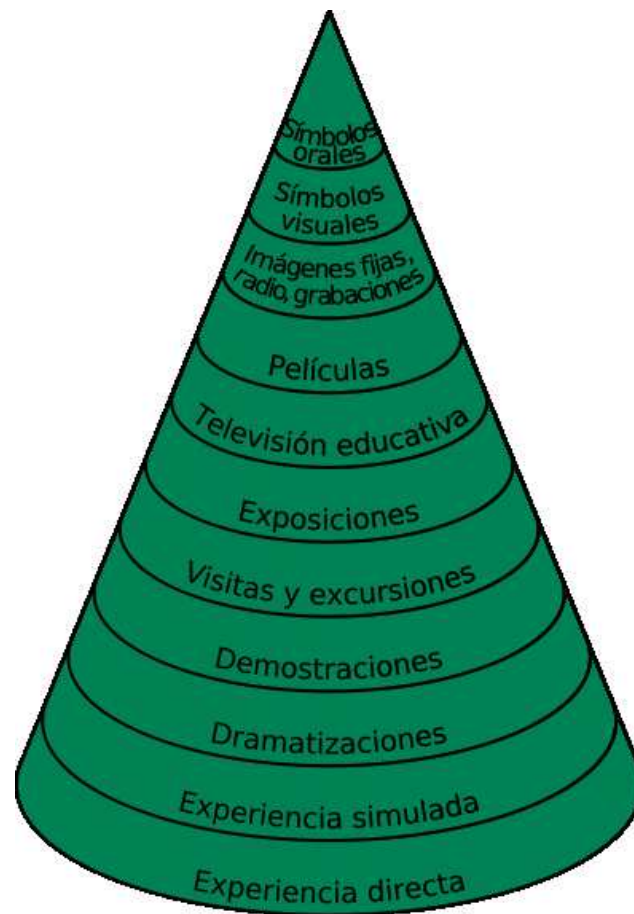 Símbolos
orales
Símbolos
visuales
Imágenes fijas,
radio, grabaciones
Películas
Televisión educativa
Exposiciones
Visitas y excursiones
Demostraciones
Dramatizaciones
Experiencia simulada
Experiencia directa